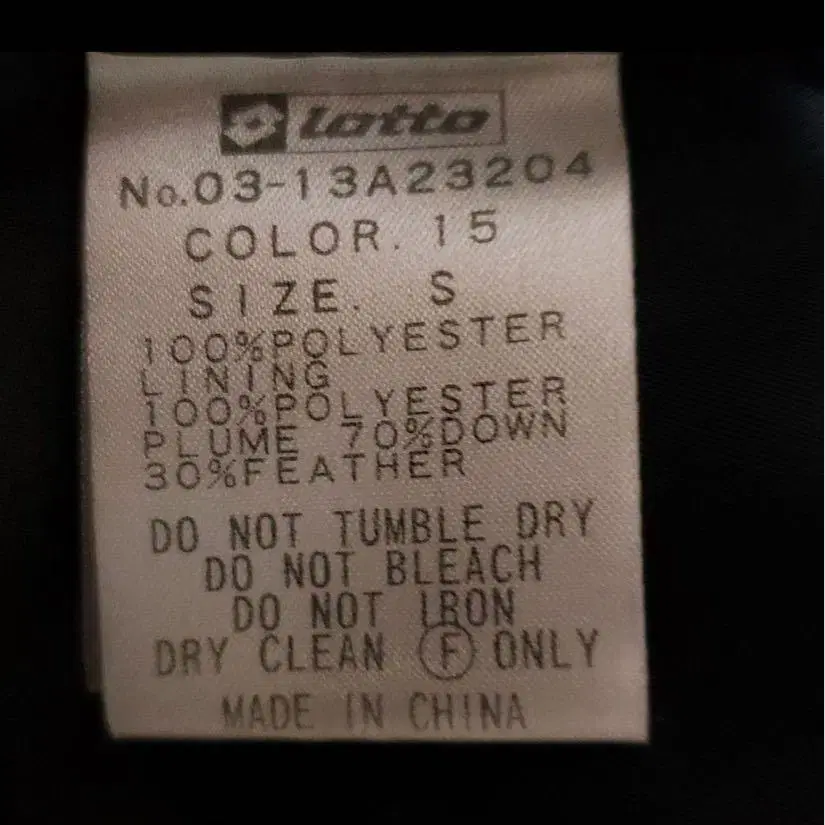 lotto
No.03-13A23204
COLOR. 15
SIZE. S
100%POLYESTER
LINING
100%POLYESTER
PLUME 70%DOWN
30%FEATHER
DO NOT TUMBLE DRY
DO NOT BLEACH
DO NOT IRON
DRY CLEAN Ⓕ ONLY
MADE IN CHINA